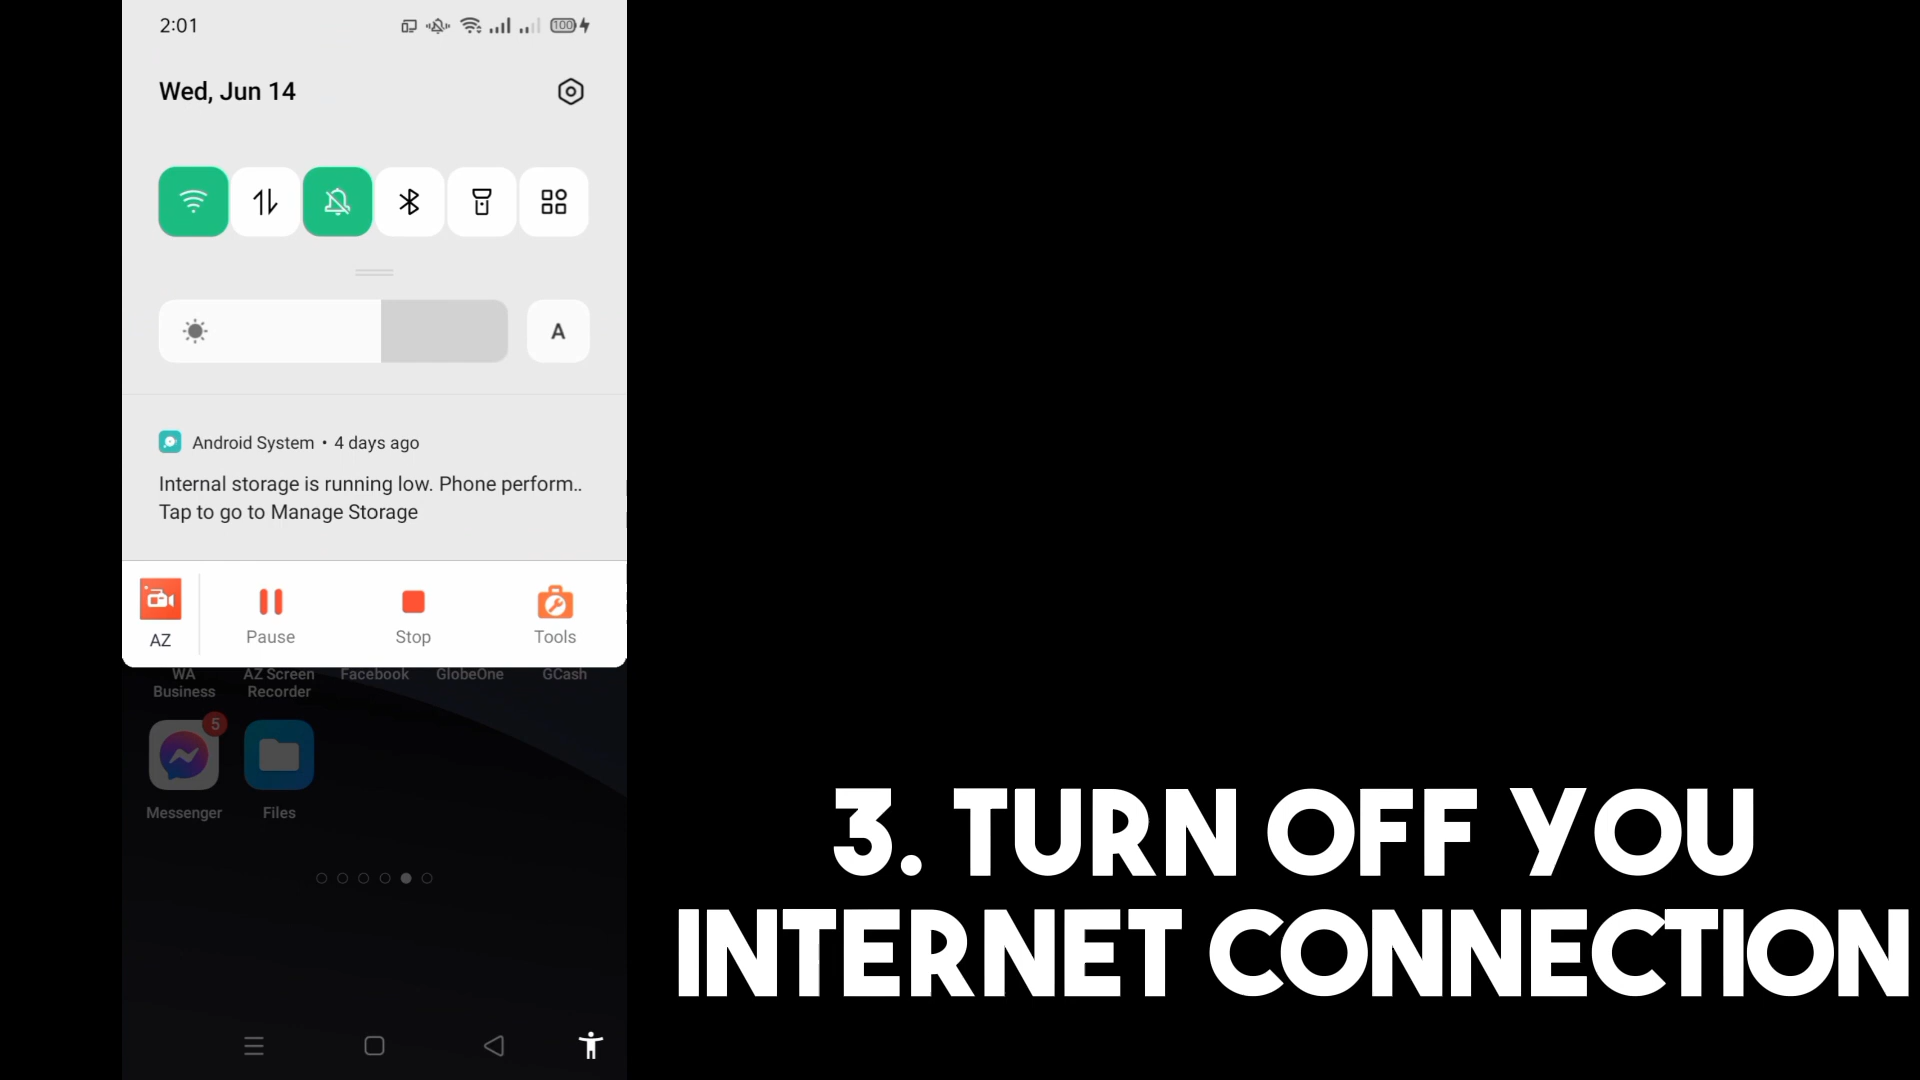 2:01
100
Wed, Jun 14
A
Android System • 4 days ago
Internal storage is running low. Phone perform..
Tap to go to Manage Storage
AZ
Pause
Stop
Tools
WA Business
AZ Screen Recorder
Facebook
GlobeOne
GCash
5
Messenger
Files
3. TURN OFF YOU
INTERNET CONNECTION